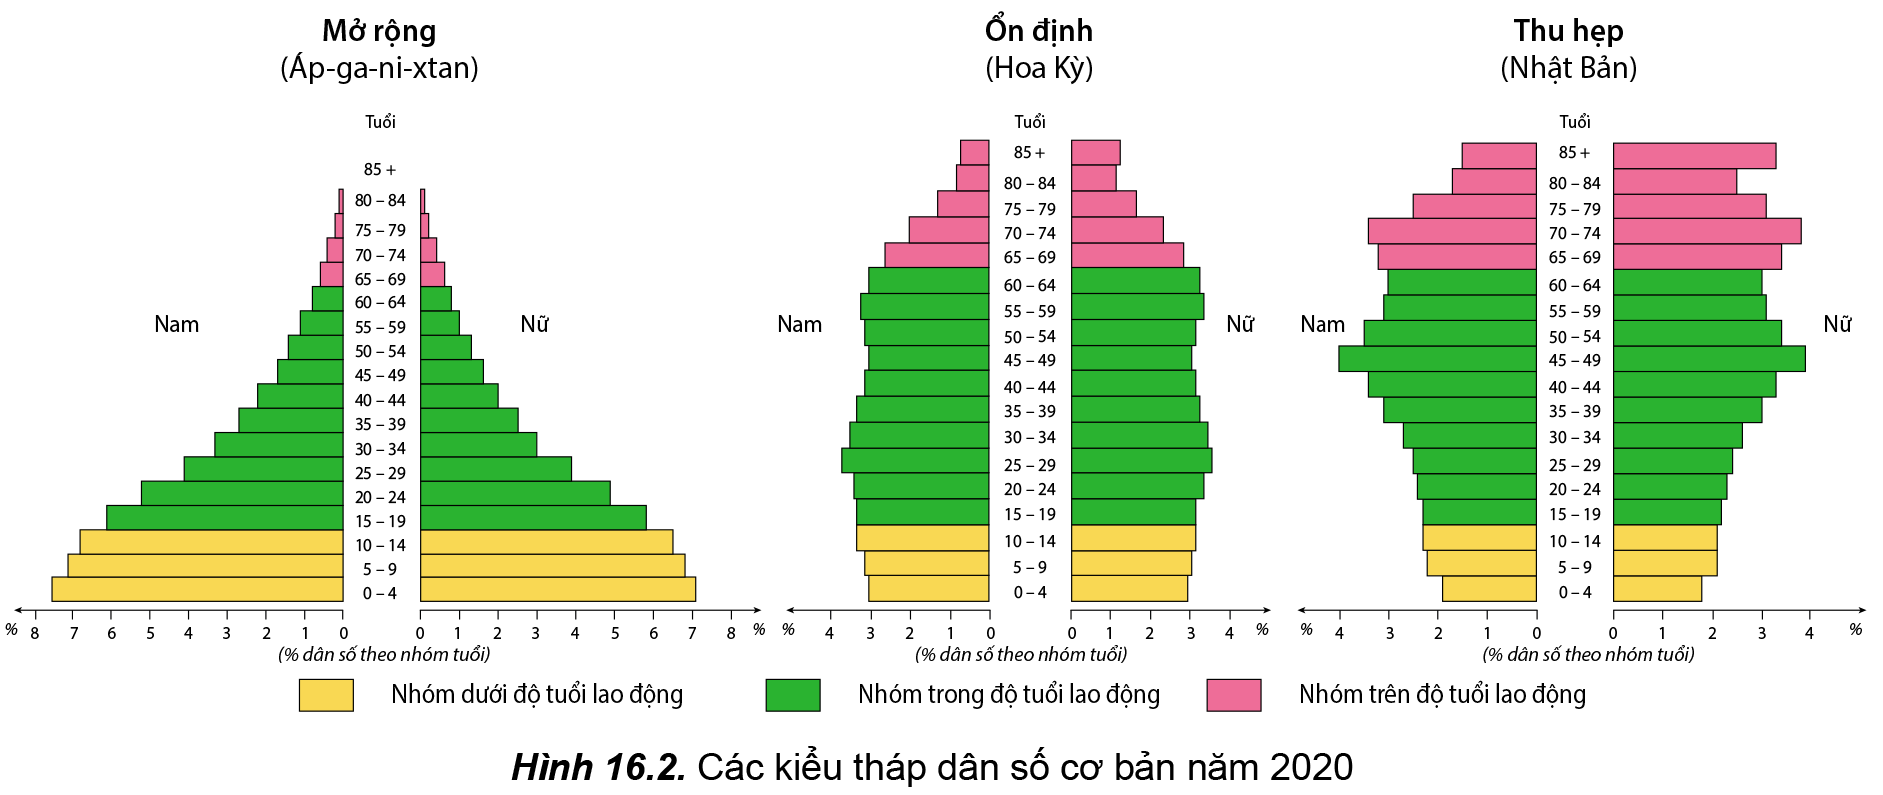 Mở rộng
(Áp-ga-ni-xtan)
Tuổi
85 +
80 – 84
75 – 79
70 – 74
65 – 69
60 – 64
55 – 59
50 – 54
45 – 49
40 – 44
35 – 39
30 – 34
25 – 29
20 – 24
15 – 19
10 – 14
5 – 9
0 – 4
Nam
Nữ
% 8 7 6 5 4 3 2 1 0
0 1 2 3 4 5 6 7 8 %
(% dân số theo nhóm tuổi)
Ổn định
(Hoa Kỳ)
Tuổi
85 +
80 – 84
75 – 79
70 – 74
65 – 69
60 – 64
55 – 59
50 – 54
45 – 49
40 – 44
35 – 39
30 – 34
25 – 29
20 – 24
15 – 19
10 – 14
5 – 9
0 – 4
Nam
Nữ
% 4 3 2 1 0
0 1 2 3 4 %
(% dân số theo nhóm tuổi)
Thu hẹp
(Nhật Bản)
Tuổi
85 +
80 – 84
75 – 79
70 – 74
65 – 69
60 – 64
55 – 59
50 – 54
45 – 49
40 – 44
35 – 39
30 – 34
25 – 29
20 – 24
15 – 19
10 – 14
5 – 9
0 – 4
Nam
Nữ
% 4 3 2 1 0
0 1 2 3 4 %
(% dân số theo nhóm tuổi)
Nhóm dưới độ tuổi lao động
Nhóm trong độ tuổi lao động
Nhóm trên độ tuổi lao động
Hình 16.2. Các kiểu tháp dân số cơ bản năm 2020